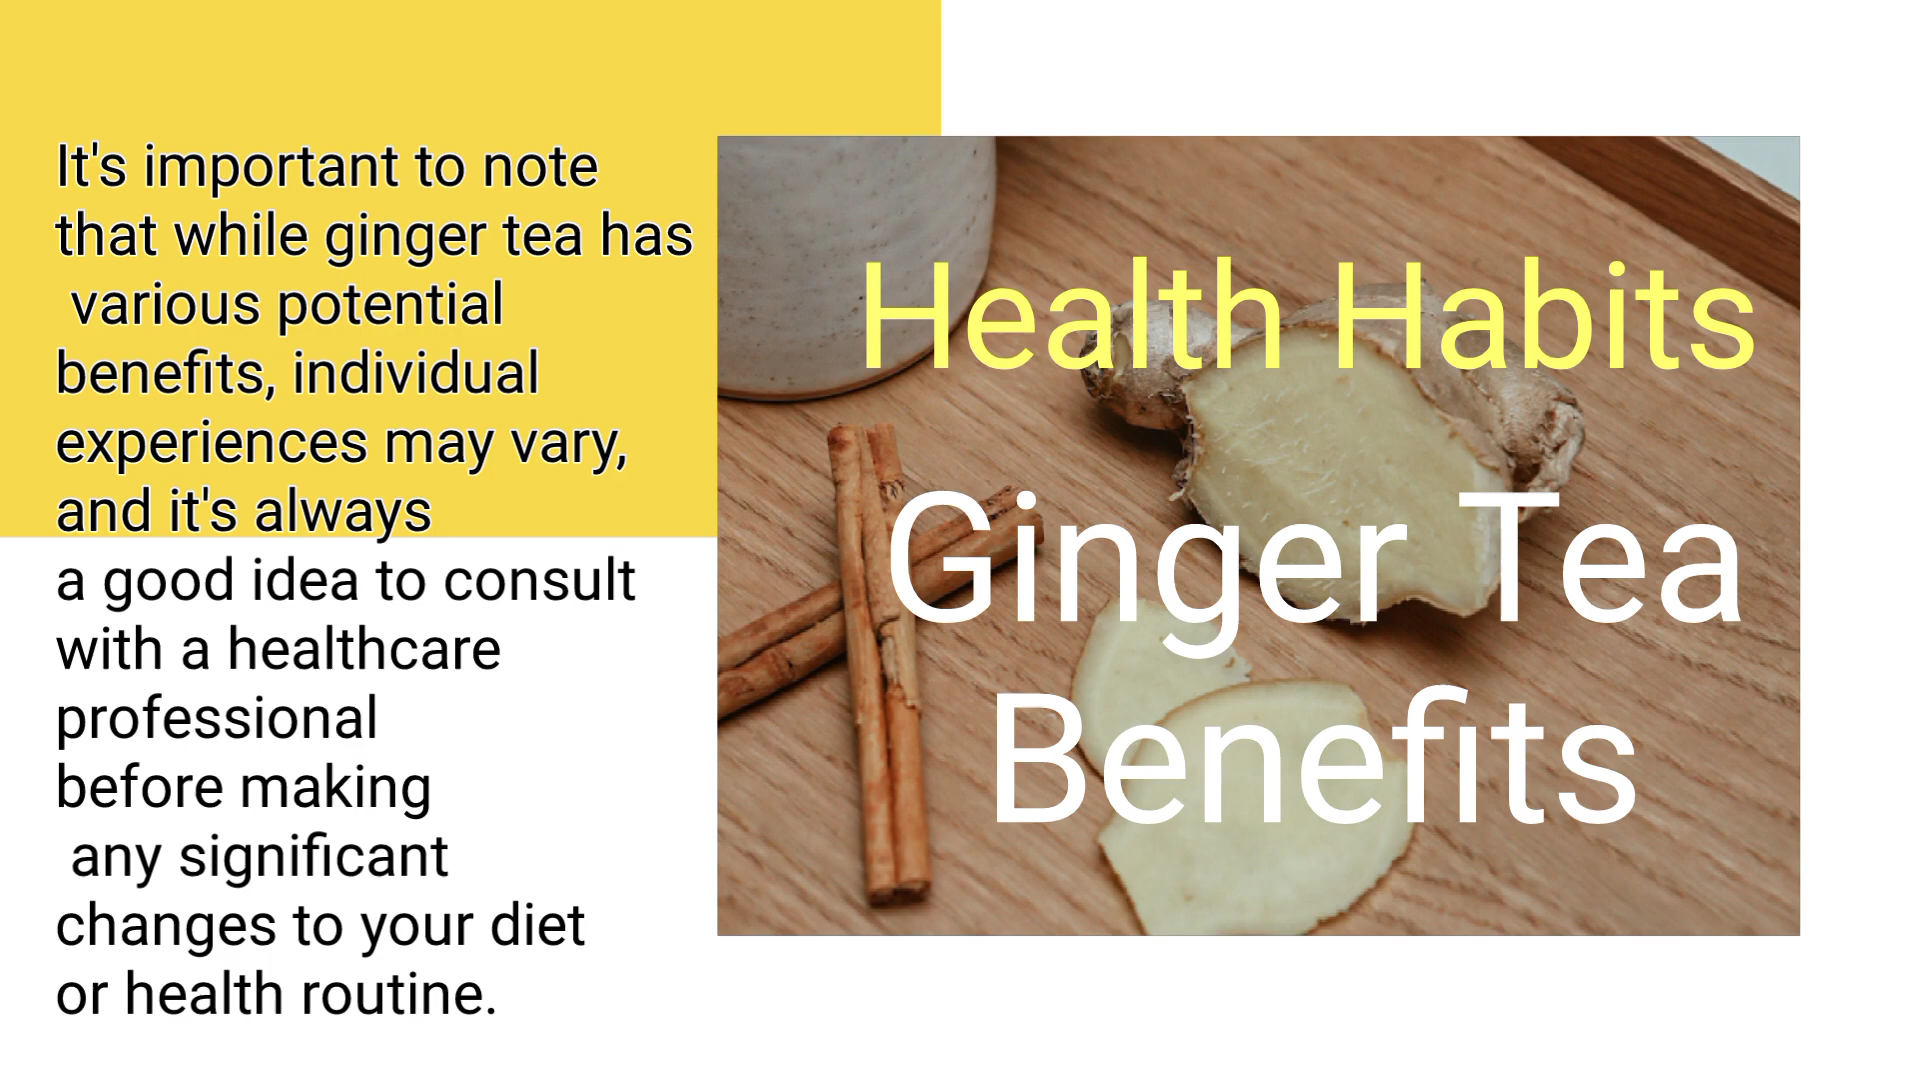 It's important to note
that while ginger tea has
various potential
benefits, individual
experiences may vary,
and it's always
a good idea to consult
with a healthcare
professional
before making
any significant
changes to your diet
or health routine.
Health Habits
Ginger Tea
Benefits